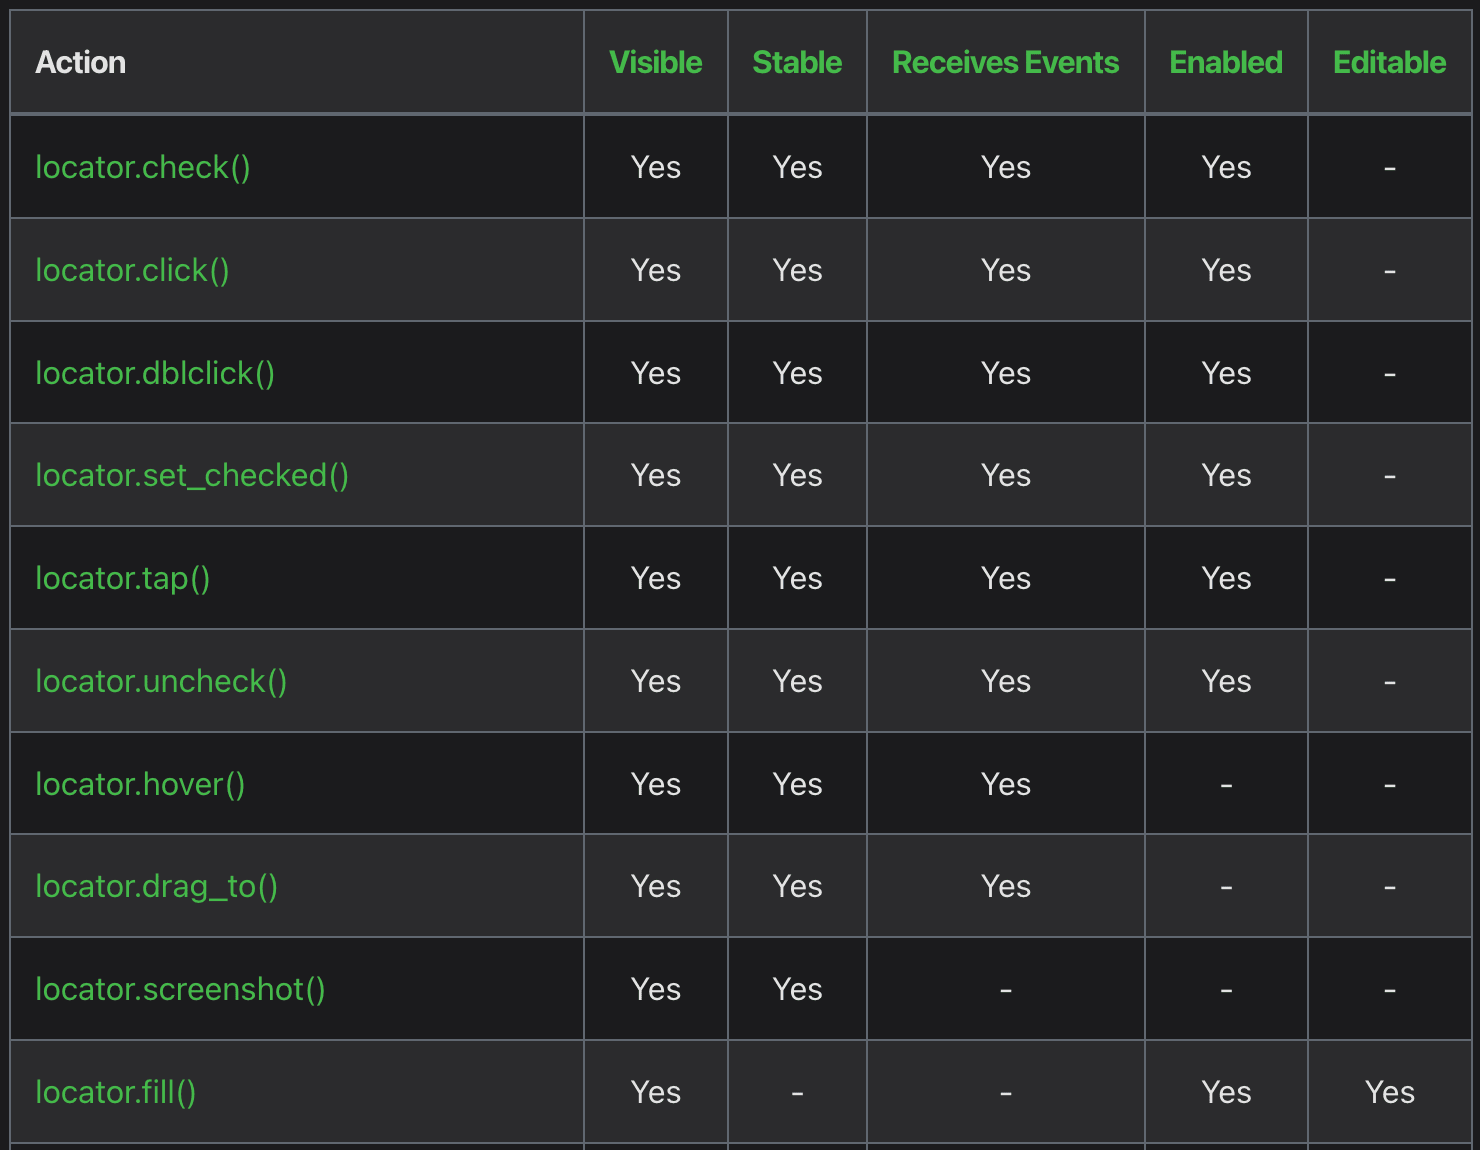 Action Visible Stable Receives Events Enabled Editable
locator.check() Yes Yes Yes Yes -
locator.click() Yes Yes Yes Yes -
locator.dblclick() Yes Yes Yes Yes -
locator.set_checked() Yes Yes Yes Yes -
locator.tap() Yes Yes Yes Yes -
locator.uncheck() Yes Yes Yes Yes -
locator.hover() Yes Yes Yes - -
locator.drag_to() Yes Yes Yes - -
locator.screenshot() Yes Yes - - -
locator.fill() Yes - - Yes Yes